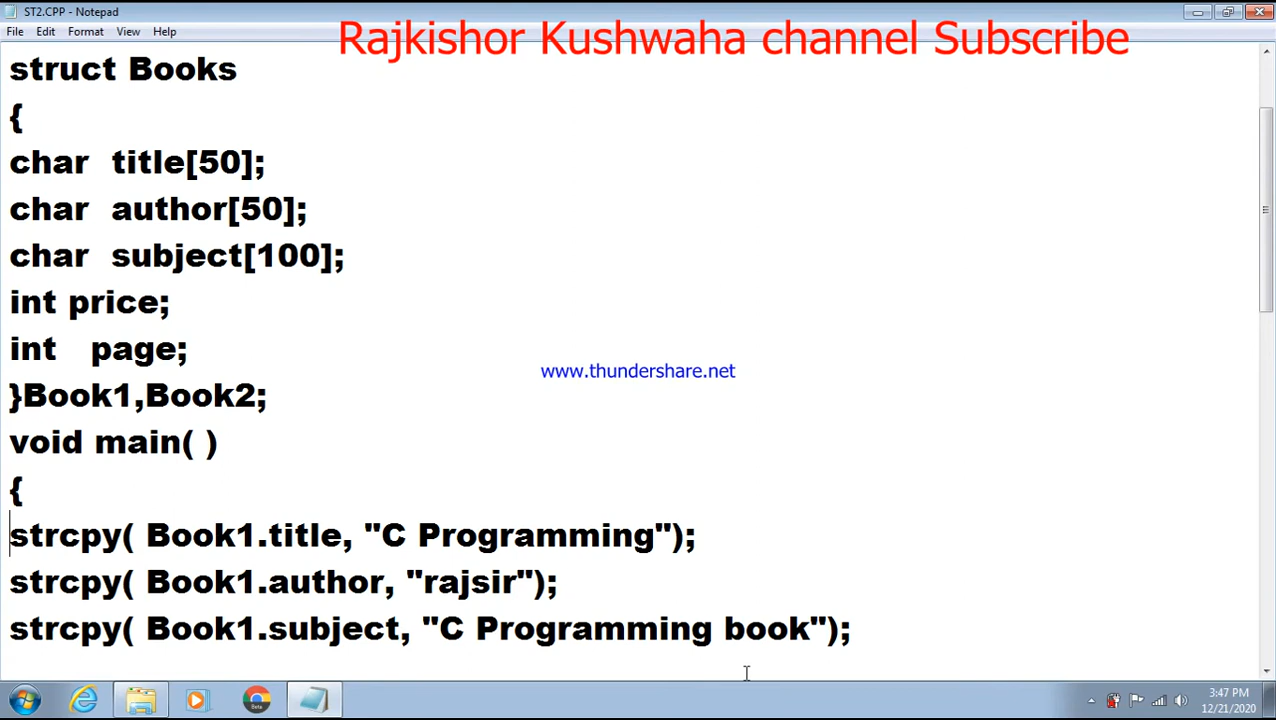 ST2.CPP - Notepad
Rajkishor Kushwaha channel Subscribe
File Edit Format View Help
struct Books
{
char  title[50];
char  author[50];
char  subject[100];
int price;
int   page;
}Book1,Book2;
void main( )
{
strcpy( Book1.title, "C Programming");
strcpy( Book1.author, "rajsir");
strcpy( Book1.subject, "C Programming book");
www.thundershare.net
Beta
3:47 PM
12/21/2020